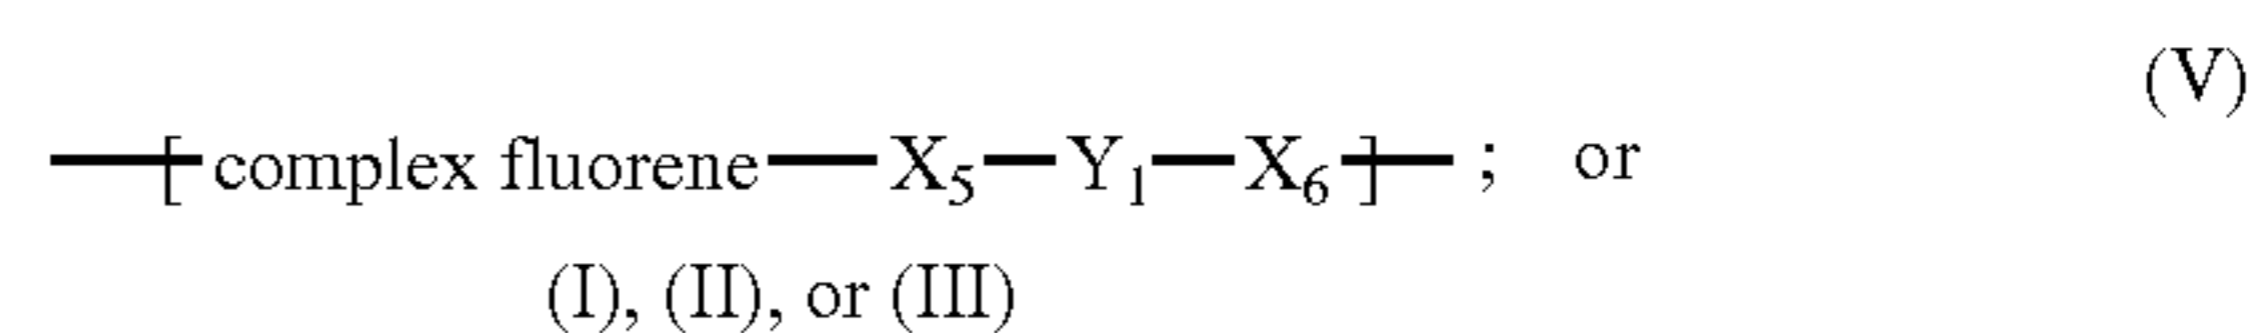 (V)
—[complex fluorene—X₅—Y₁—X₆]—; or
(I), (II), or (III)